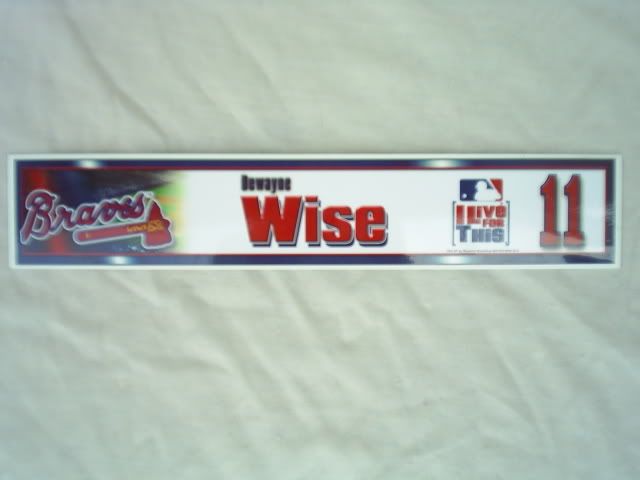 Braves
Dewayne
Wise
I Live
FOR
THIS
11